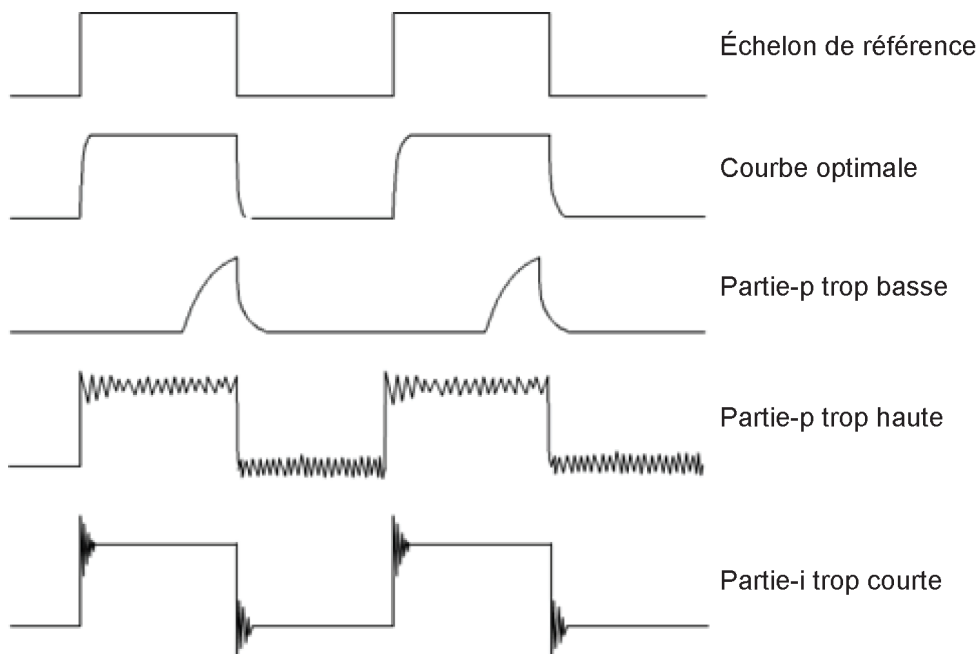 Échelon de référence
Courbe optimale
Partie-p trop basse
Partie-p trop haute
Partie-i trop courte